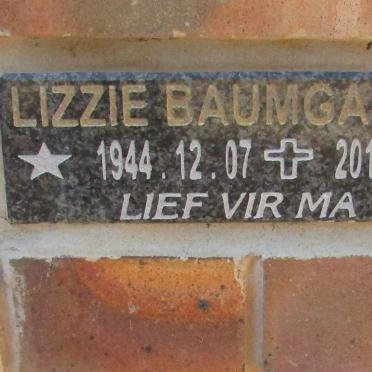 LIZZIE BAUMGA
1944.12.07 201
LIEF VIR MA